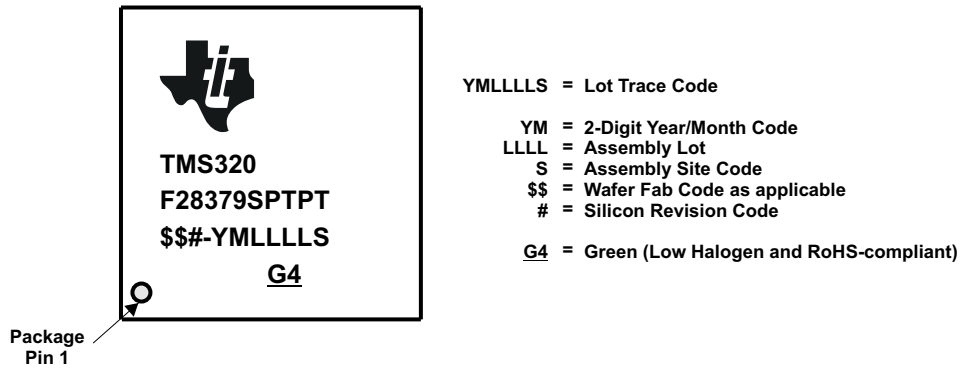 TMS320
F28379SPTPT
$$#-YMLLLLS
G4
Package
Pin 1
YMLLLLS = Lot Trace Code
YM = 2-Digit Year/Month Code
LLLL = Assembly Lot
S = Assembly Site Code
$$ = Wafer Fab Code as applicable
# = Silicon Revision Code
G4 = Green (Low Halogen and RoHS-compliant)